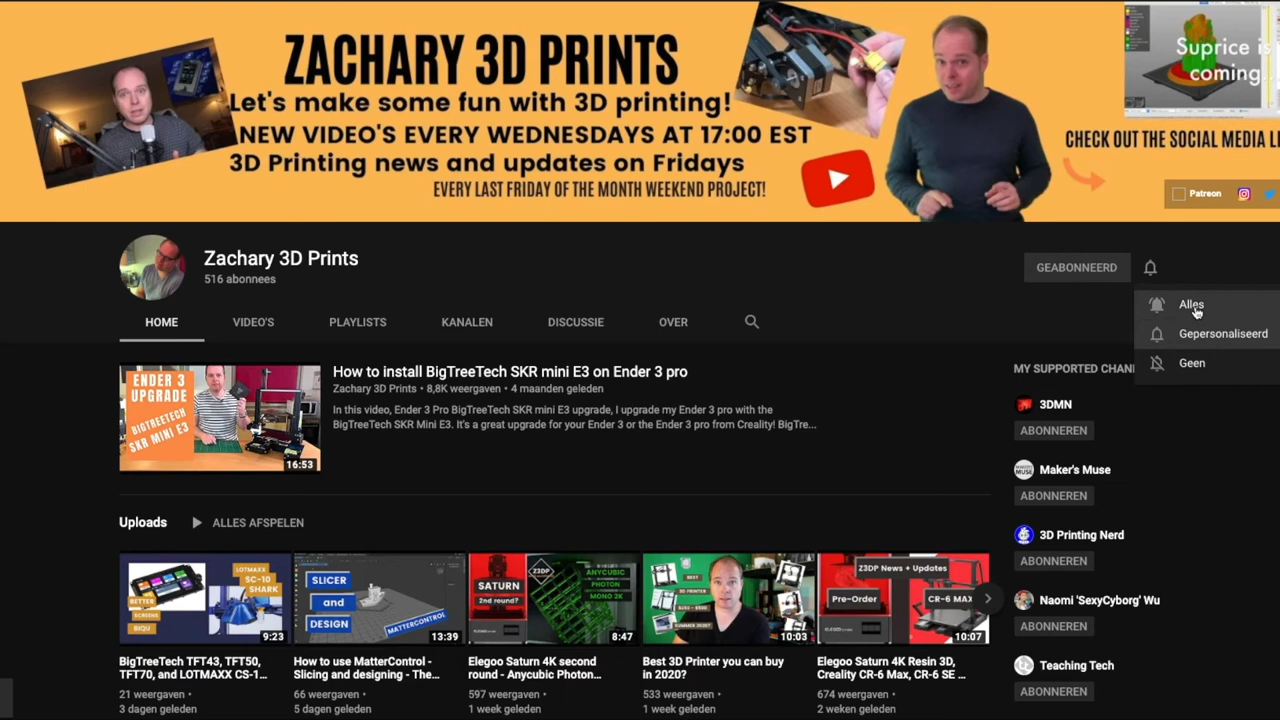 ZACHARY 3D PRINTS
Let's make some fun with 3D printing!
NEW VIDEO'S EVERY WEDNESDAYS AT 17:00 EST
3D Printing news and updates on Fridays
EVERY LAST FRIDAY OF THE MONTH WEEKEND PROJECT!
Suprice is
coming...
CHECK OUT THE SOCIAL MEDIA
Patreon
Zachary 3D Prints
516 abonnees
GEABONNEERD
Alles
Gepersonaliseerd
Geen
HOME VIDEO'S PLAYLISTS KANALEN DISCUSSIE OVER
ENDER 3
UPGRADE
BIGTREETECH
SKR MINI E3
16:53
How to install BigTreeTech SKR mini E3 on Ender 3 pro
Zachary 3D Prints • 8,8K weergaven • 4 maanden geleden
In this video, Ender 3 Pro BigTreeTech SKR mini E3 upgrade, I upgrade my Ender 3 pro with the
BigTreeTech SKR Mini E3. It's a great upgrade for your Ender 3 or the Ender 3 pro from Creality! BigTre...
MY SUPPORTED CHAN
3DMN
ABONNEREN
Maker's Muse
ABONNEREN
3D Printing Nerd
ABONNEREN
Naomi 'SexyCyborg' Wu
ABONNEREN
Teaching Tech
ABONNEREN
Uploads ALLES AFSPELEN
LOTMAXX
SC-10
SHARK
BETTER
SCREENS
BIQU
9:23
BigTreeTech TFT43, TFT50,
TFT70, and LOTMAXX CS-1...
21 weergaven •
3 dagen geleden
SLICER
and
DESIGN
MATTERCONTROL
13:39
How to use MatterControl -
Slicing and designing - The...
66 weergaven •
5 dagen geleden
SATURN
2nd round?
Z3DP
ANYCUBIC
PHOTON
MONO 2K
8:47
Elegoo Saturn 4K second
round - Anycubic Photon...
597 weergaven •
1 week geleden
BEST
3D PRINTER
SUMMER 2020?
10:03
Best 3D Printer you can buy
in 2020?
533 weergaven •
1 week geleden
Z3DP News + Updates
Pre-Order
CR-6 MAX
10:07
Elegoo Saturn 4K Resin 3D,
Creality CR-6 Max, CR-6 SE ...
674 weergaven •
2 weken geleden